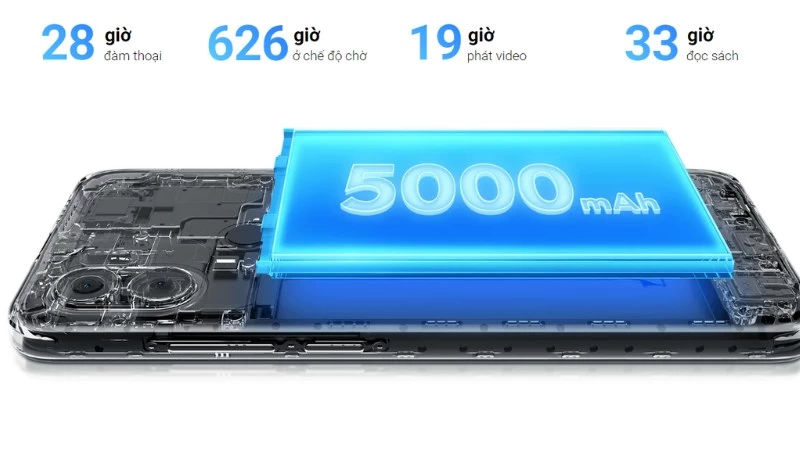 28 giờ
đàm thoại
626 giờ
ở chế độ chờ
19 giờ
phát video
33 giờ
đọc sách
5000 mAh